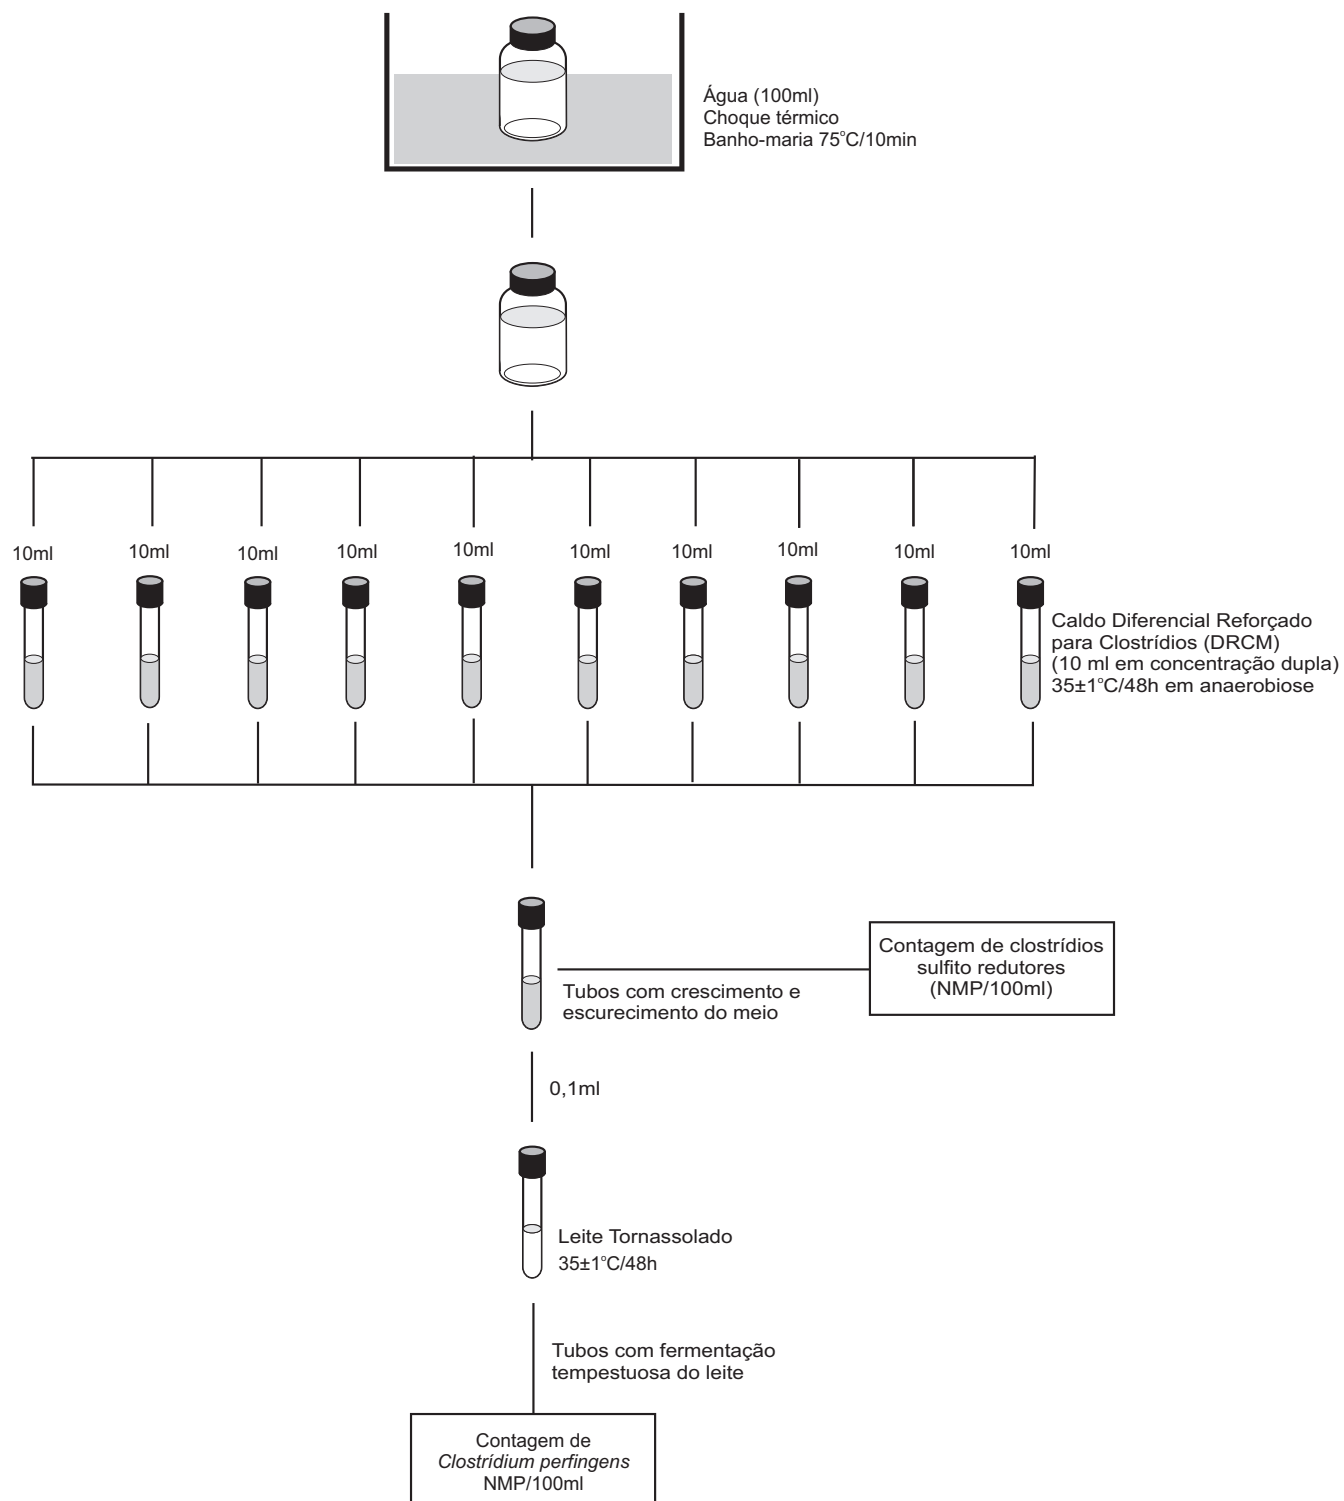 Água (100ml)
Choque térmico
Banho-maria 75°C/10min
10ml 10ml 10ml 10ml 10ml 10ml 10ml 10ml 10ml 10ml
Caldo Diferencial Reforçado
para Clostrídios (DRCM)
(10 ml em concentração dupla)
35±1°C/48h em anaerobiose
Contagem de clostrídios
sulfito redutores
(NMP/100ml)
Tubos com crescimento e
escurecimento do meio
0,1ml
Leite Tornassolado
35±1°C/48h
Tubos com fermentação
tempestuosa do leite
Contagem de
Clostrídium perfingens
NMP/100ml